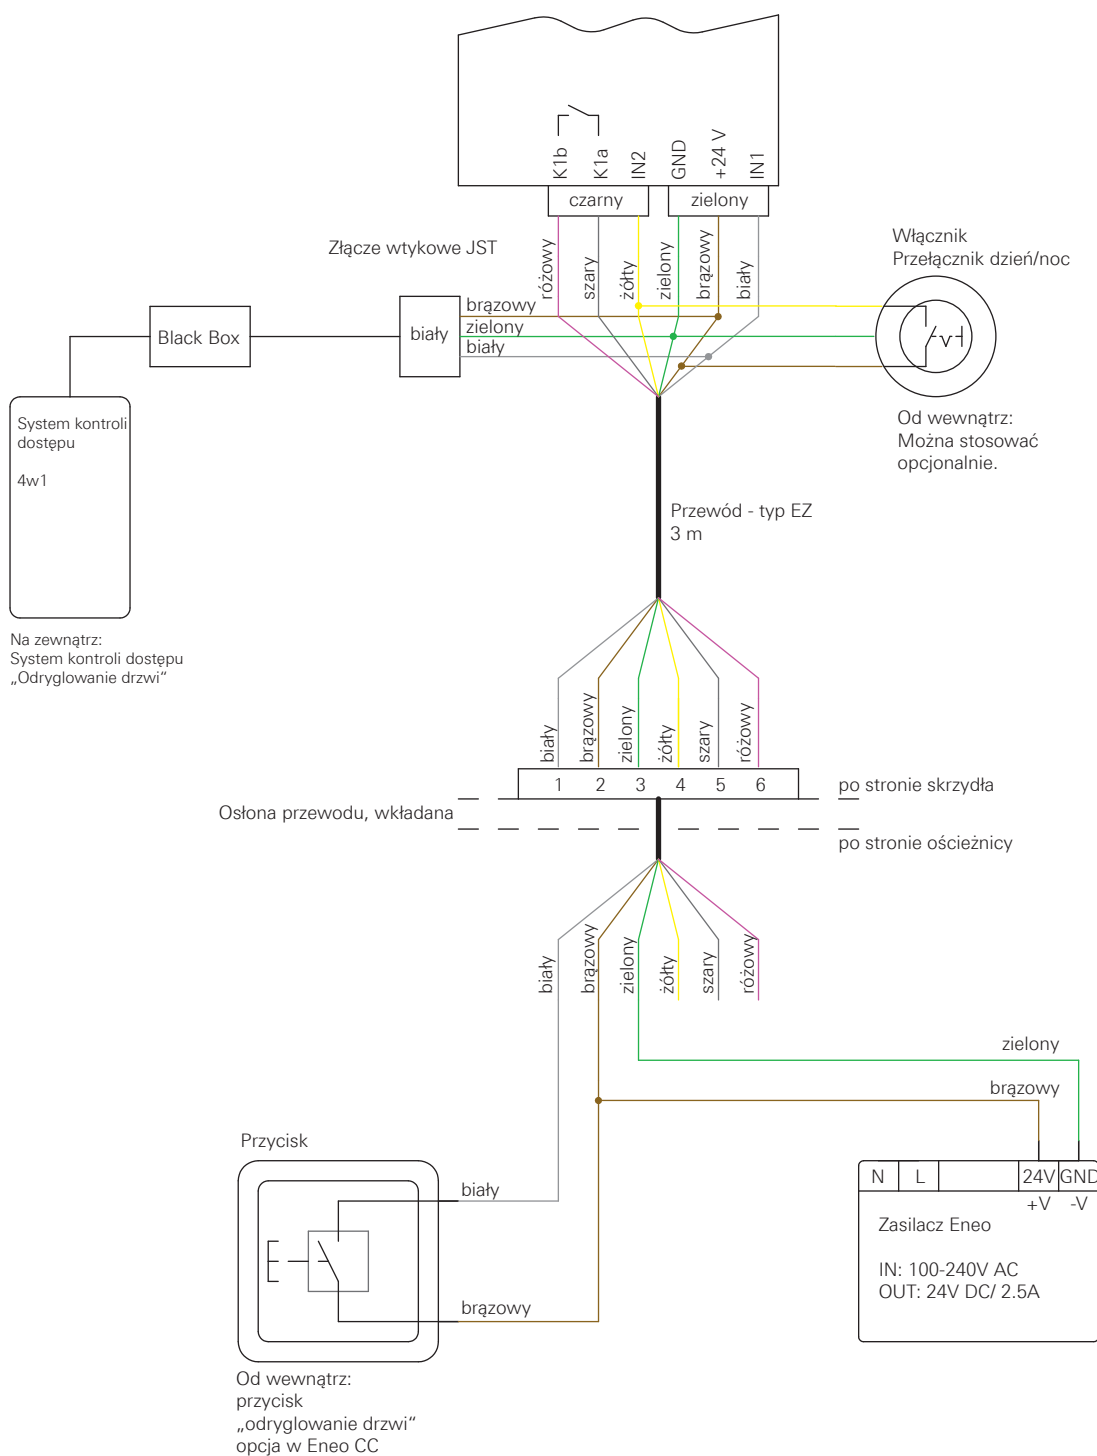 K1b
K1a
IN2
GND
+24 V
IN1
czarny
zielony
Złącze wtykowe JST
różowy
szary
żółty
zielony
brązowy
biały
Włącznik
Przełącznik dzień/noc
Black Box
biały
brązowy
zielony
biały
System kontroli
dostępu
4w1
Od wewnątrz:
Można stosować
opcjonalnie.
Przewód - typ EZ
3 m
Na zewnątrz:
System kontroli dostępu
„Odryglowanie drzwi“
biały
brązowy
zielony
żółty
szary
różowy
1 2 3 4 5 6
po stronie skrzydła
Osłona przewodu, wkładana
po stronie ościeżnicy
biały
brązowy
zielony
żółty
szary
różowy
zielony
brązowy
Przycisk
biały
brązowy
N L 24V GND
+V -V
Zasilacz Eneo
IN: 100-240V AC
OUT: 24V DC/ 2.5A
Od wewnątrz:
przycisk
„odryglowanie drzwi“
opcja w Eneo CC